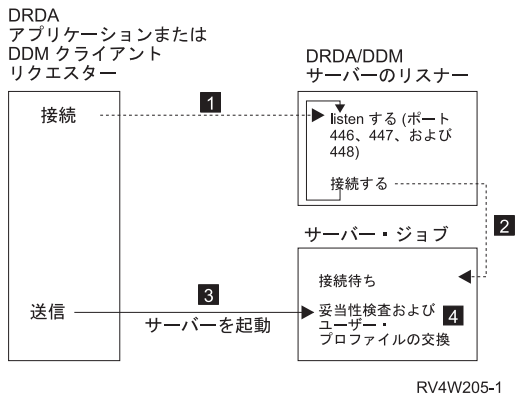 DRDA
アプリケーションまたは
DDM クライアント
リクエスター
接続
送信
1
DRDA/DDM
サーバーのリスナー
listen する (ポート
446、447、および
448)
接続する
2
サーバー・ジョブ
接続待ち
妥当性検査および
ユーザー・
プロファイルの交換
4
3
サーバーを起動
RV4W205-1